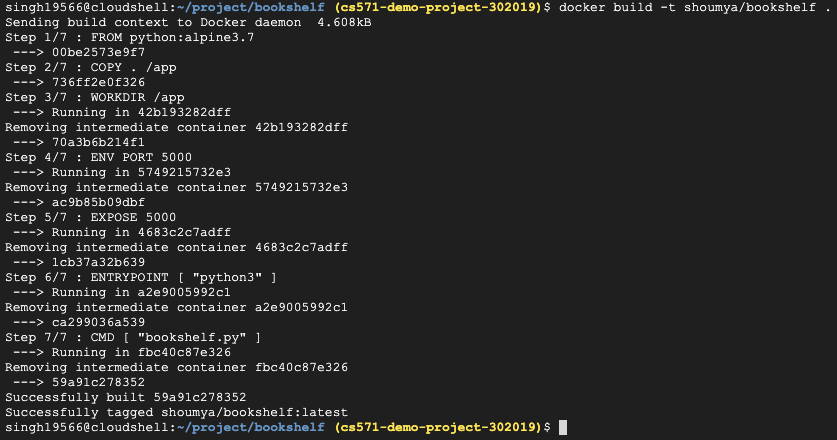 singh19566@cloudshell:~/project/bookshelf (cs571-demo-project-302019)$ docker build -t shoumya/bookshelf .
Sending build context to Docker daemon  4.608kB
Step 1/7 : FROM python:alpine3.7
 ---> 00be2573e9f7
Step 2/7 : COPY . /app
 ---> 736ff2e0f326
Step 3/7 : WORKDIR /app
 ---> Running in 42b193282dff
Removing intermediate container 42b193282dff
 ---> 70a3b6b214f1
Step 4/7 : ENV PORT 5000
 ---> Running in 5749215732e3
Removing intermediate container 5749215732e3
 ---> ac9b85b09dbf
Step 5/7 : EXPOSE 5000
 ---> Running in 4683c2c7adff
Removing intermediate container 4683c2c7adff
 ---> 1cb37a32b639
Step 6/7 : ENTRYPOINT [ "python3" ]
 ---> Running in a2e9005992c1
Removing intermediate container a2e9005992c1
 ---> ca299036a539
Step 7/7 : CMD [ "bookshelf.py" ]
 ---> Running in fbc40c87e326
Removing intermediate container fbc40c87e326
 ---> 59a91c278352
Successfully built 59a91c278352
Successfully tagged shoumya/bookshelf:latest
singh19566@cloudshell:~/project/bookshelf (cs571-demo-project-302019)$